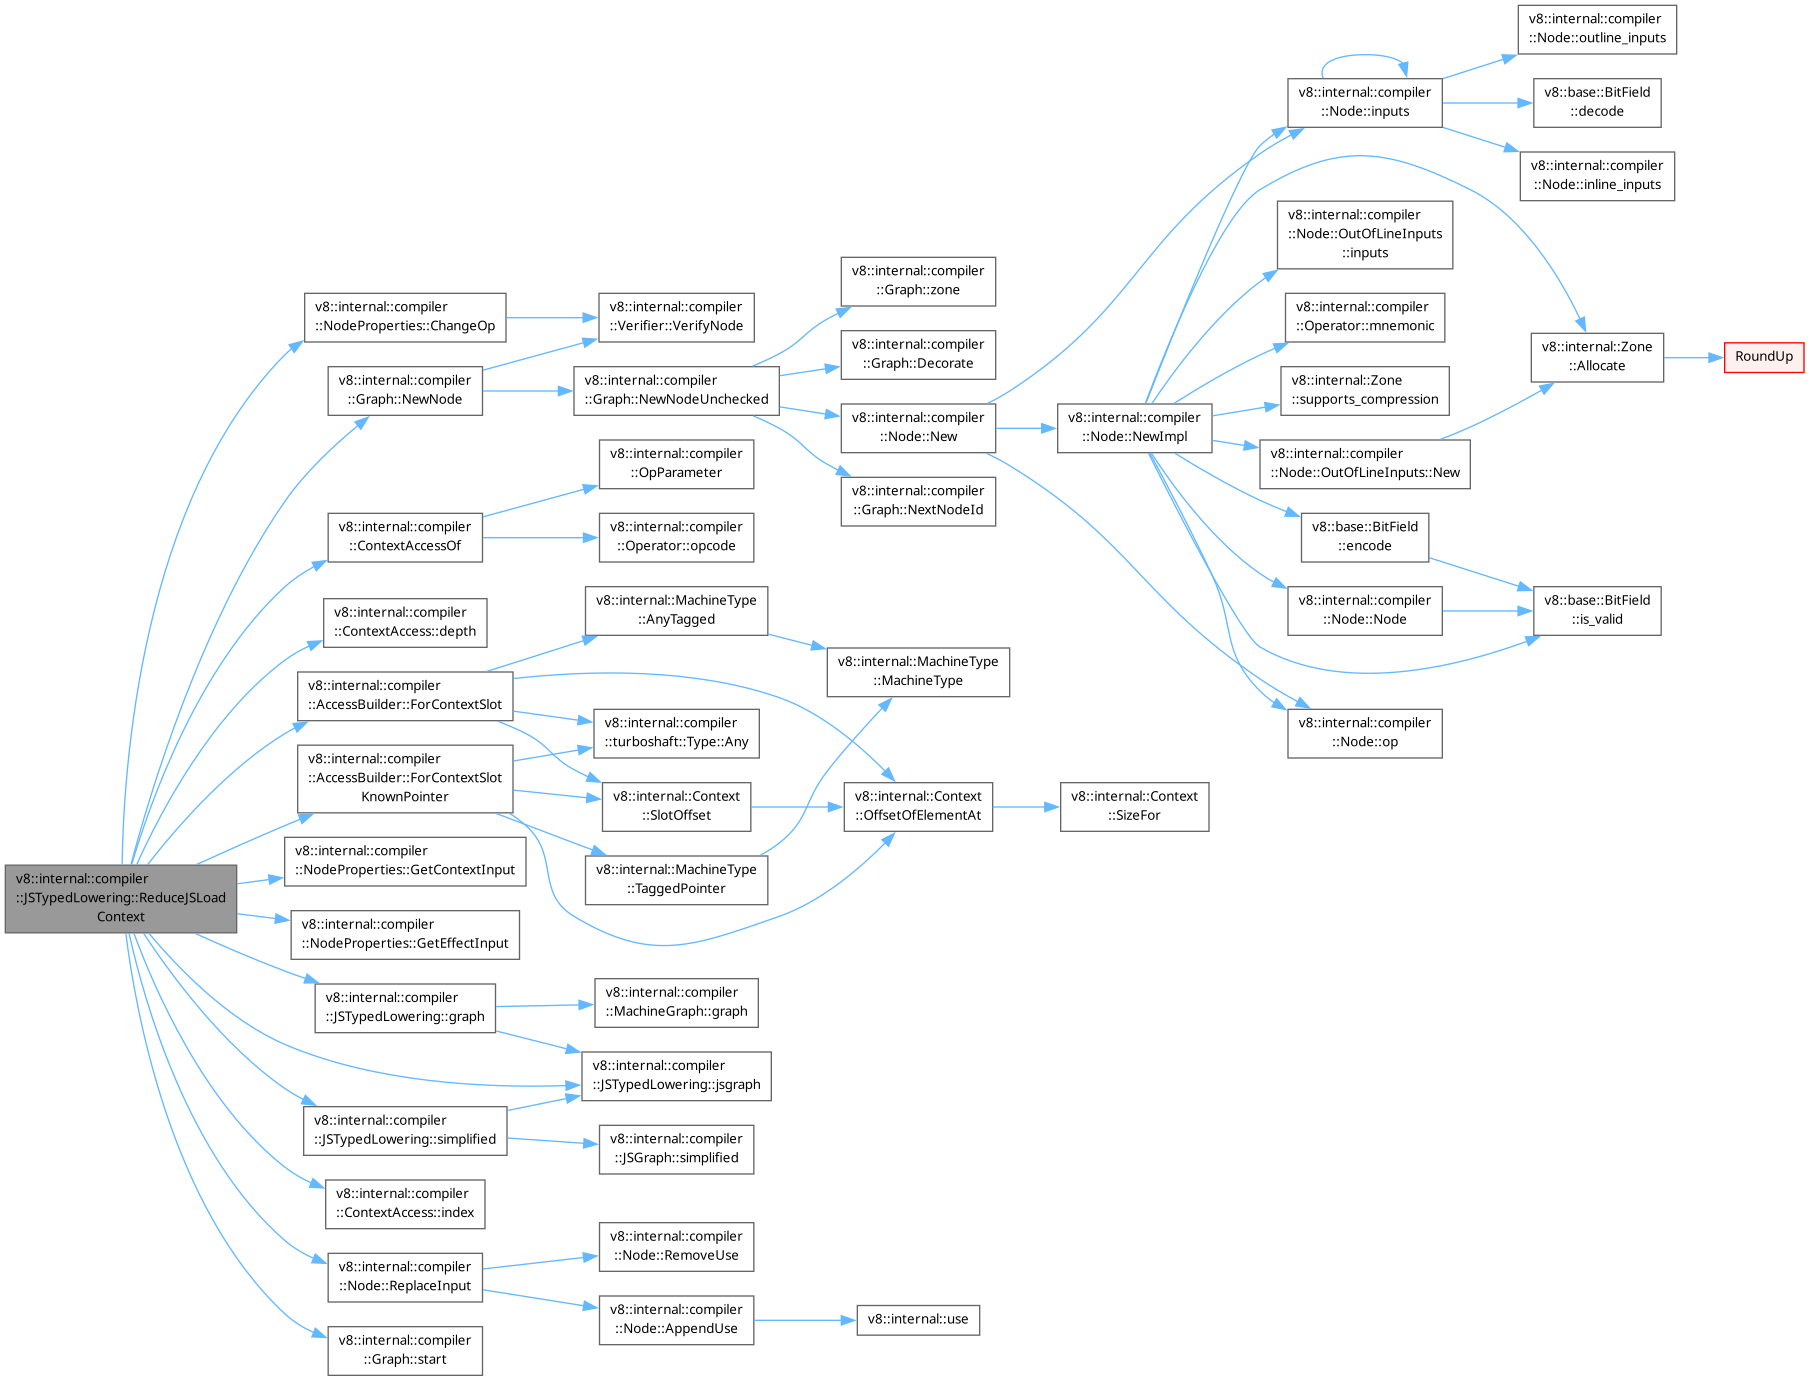 v8::internal::compiler
::JSTypedLowering::ReduceJSLoad
Context
v8::internal::compiler
::NodeProperties::ChangeOp
v8::internal::compiler
::Graph::NewNode
v8::internal::compiler
::ContextAccessOf
v8::internal::compiler
::ContextAccess::depth
v8::internal::compiler
::AccessBuilder::ForContextSlot
v8::internal::compiler
::AccessBuilder::ForContextSlot
KnownPointer
v8::internal::compiler
::NodeProperties::GetContextInput
v8::internal::compiler
::NodeProperties::GetEffectInput
v8::internal::compiler
::JSTypedLowering::graph
v8::internal::compiler
::JSTypedLowering::simplified
v8::internal::compiler
::ContextAccess::index
v8::internal::compiler
::Node::ReplaceInput
v8::internal::compiler
::Graph::start
v8::internal::compiler
::Verifier::VerifyNode
v8::internal::compiler
::Graph::NewNodeUnchecked
v8::internal::compiler
::OpParameter
v8::internal::compiler
::Operator::opcode
v8::internal::MachineType
::AnyTagged
v8::internal::compiler
::turboshaft::Type::Any
v8::internal::Context
::SlotOffset
v8::internal::MachineType
::TaggedPointer
v8::internal::compiler
::MachineGraph::graph
v8::internal::compiler
::JSTypedLowering::jsgraph
v8::internal::compiler
::JSGraph::simplified
v8::internal::compiler
::Node::RemoveUse
v8::internal::compiler
::Node::AppendUse
v8::internal::compiler
::Graph::zone
v8::internal::compiler
::Graph::Decorate
v8::internal::compiler
::Node::New
v8::internal::compiler
::Graph::NextNodeId
v8::internal::MachineType
::MachineType
v8::internal::Context
::OffsetOfElementAt
v8::internal::use
v8::internal::compiler
::Node::NewImpl
v8::internal::Context
::SizeFor
v8::internal::compiler
::Node::inputs
v8::internal::compiler
::Node::OutOfLineInputs
::inputs
v8::internal::compiler
::Operator::mnemonic
v8::internal::Zone
::supports_compression
v8::internal::compiler
::Node::OutOfLineInputs::New
v8::base::BitField
::encode
v8::internal::compiler
::Node::Node
v8::internal::compiler
::Node::op
v8::internal::compiler
::Node::outline_inputs
v8::base::BitField
::decode
v8::internal::compiler
::Node::inline_inputs
v8::internal::Zone
::Allocate
v8::base::BitField
::is_valid
RoundUp